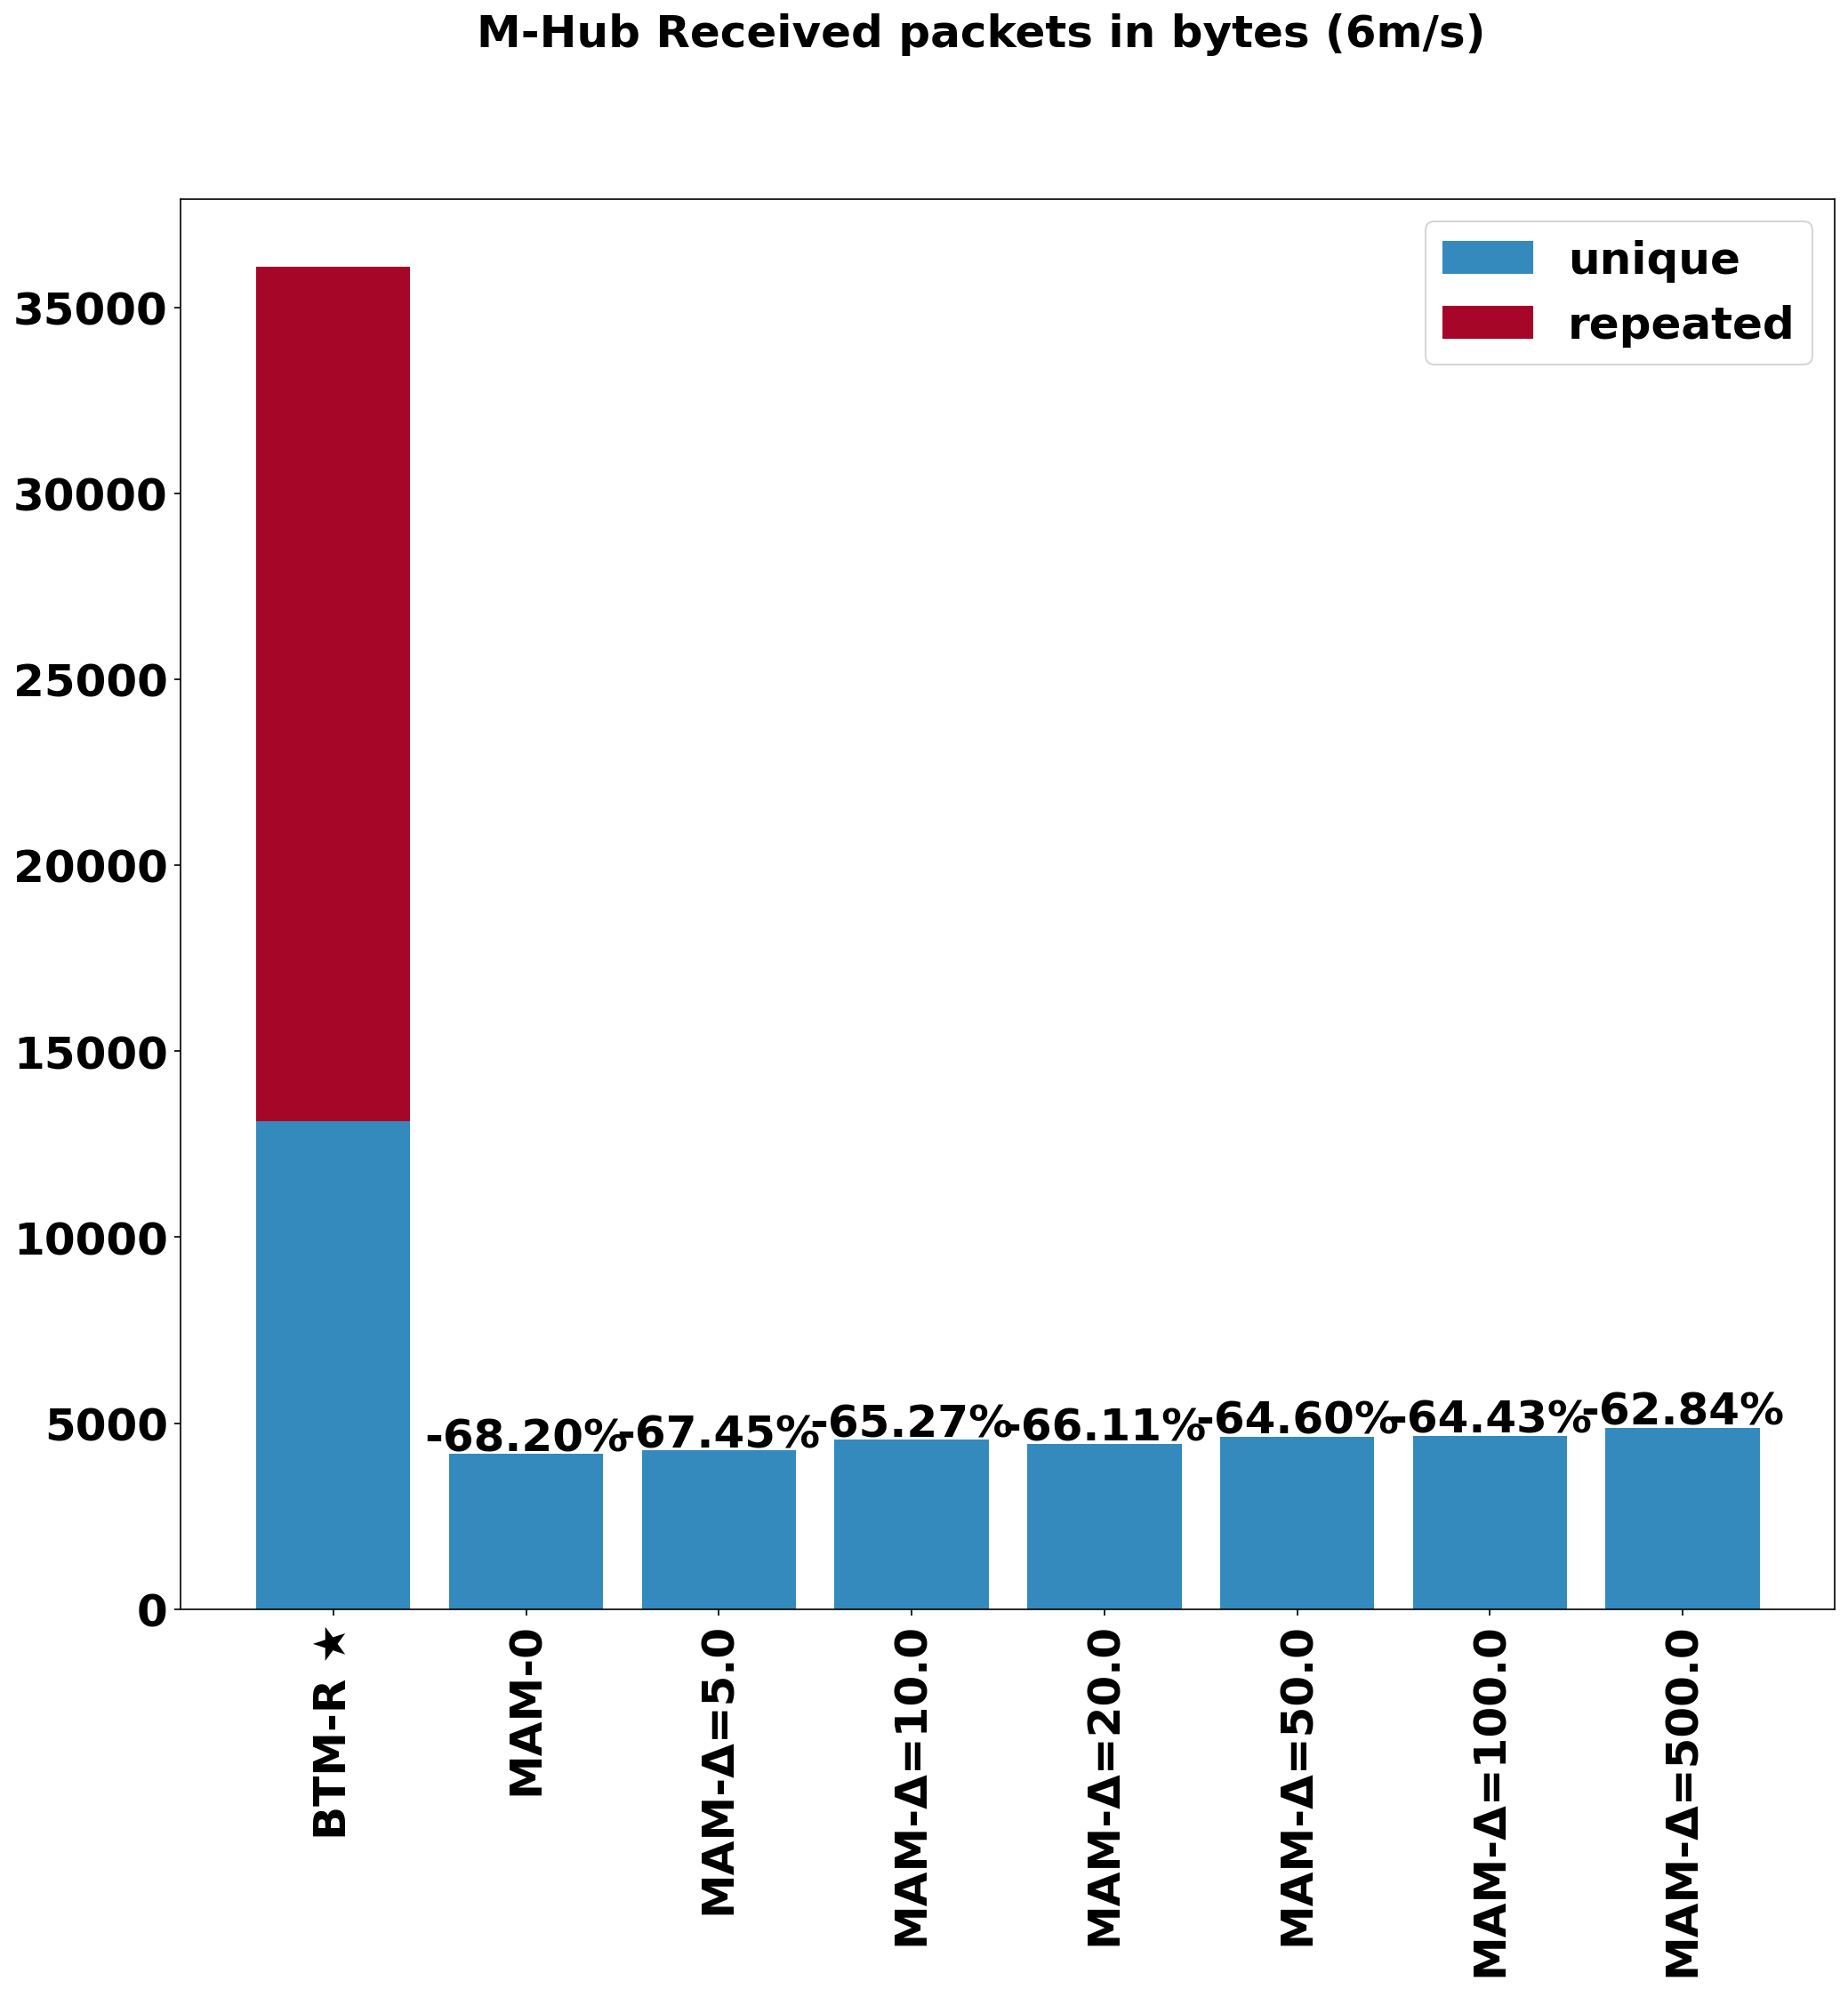 M-Hub Received packets in bytes (6m/s)
unique
repeated
35000
30000
25000
20000
15000
10000
5000
0
-68.20%
-67.45%
-65.27%
-66.11%
-64.60%
-64.43%
-62.84%
BTM-R ★
MAM-0
MAM-Δ=5.0
MAM-Δ=10.0
MAM-Δ=20.0
MAM-Δ=50.0
MAM-Δ=100.0
MAM-Δ=500.0